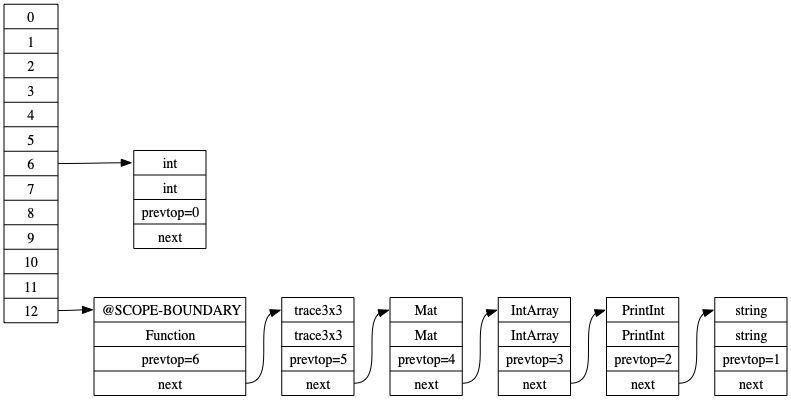 0
1
2
3
4
5
6
7
8
9
10
11
12
int
int
prevtop=0
next
@SCOPE-BOUNDARY
Function
prevtop=6
next
trace3x3
trace3x3
prevtop=5
next
Mat
Mat
prevtop=4
next
IntArray
IntArray
prevtop=3
next
PrintInt
PrintInt
prevtop=2
next
string
string
prevtop=1
next